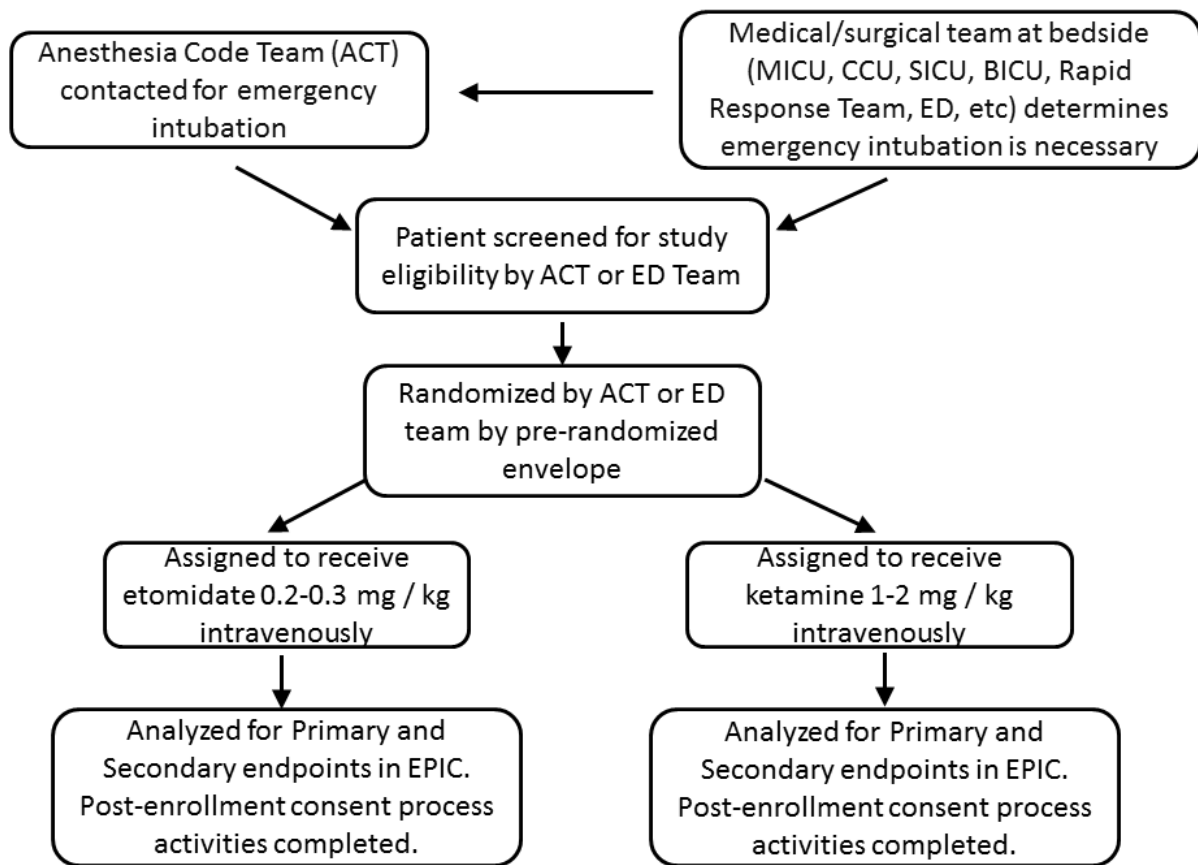 Anesthesia Code Team (ACT)
contacted for emergency
intubation
Medical/surgical team at bedside
(MICU, CCU, SICU, BICU, Rapid
Response Team, ED, etc) determines
emergency intubation is necessary
Patient screened for study
eligibility by ACT or ED Team
Randomized by ACT or ED
team by pre-randomized
envelope
Assigned to receive
etomidate 0.2-0.3 mg / kg
intravenously
Assigned to receive
ketamine 1-2 mg / kg
intravenously
Analyzed for Primary and
Secondary endpoints in EPIC.
Post-enrollment consent process
activities completed.
Analyzed for Primary and
Secondary endpoints in EPIC.
Post-enrollment consent process
activities completed.